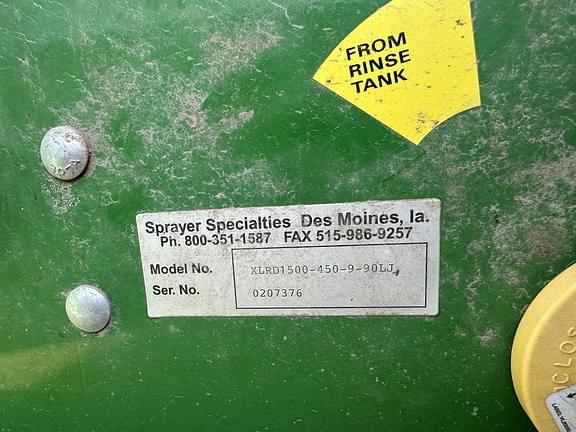 FROM
RINSE
TANK
Sprayer Specialties Des Moines, Ia.
Ph. 800-351-1587 FAX 515-986-9257
Model No. XLRD1500-450-9-90LJ
Ser. No. 0207376